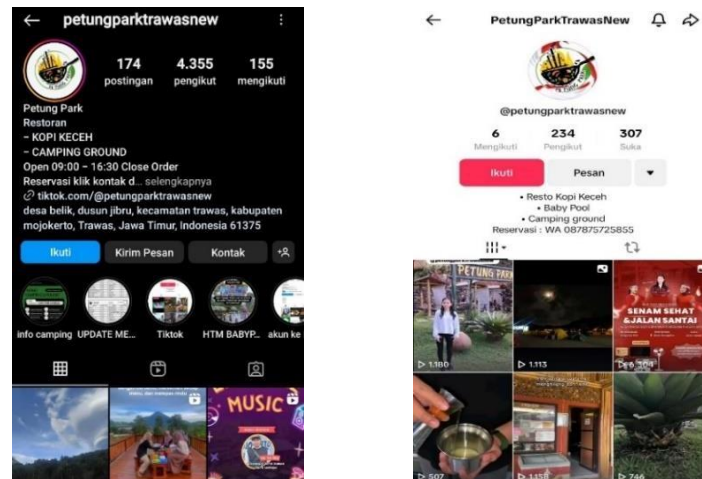 petungparktrawasnew
174 4.355 155
postingan pengikut mengikuti
Petung Park
Restoran
– KOPI KECEH
– CAMPING GROUND
Open 09:00 – 16:30 Close Order
Reservasi klik kontak d... selengkapnya
tiktok.com/@petungparktrawasnew
desa belik, dusun jibru, kecamatan trawas, kabupaten
mojokerto, Trawas, Jawa Timur, Indonesia 61375
Ikuti Kirim Pesan Kontak
info camping UPDATE ME... Tiktok HTM BABYP... akun ke
MUSIC
PetungParkTrawasNew
@petungparktrawasnew
6 234 307
Mengikuti Pengikut Suka
Ikuti Pesan
• Resto Kopi Keceh
• Baby Pool
• Camping ground
Reservasi : WA 087875725855
PETUNG PARK
SENAM SEHAT
& JALAN SANTAI
1.180 1.113 6.304
507 1.158 746